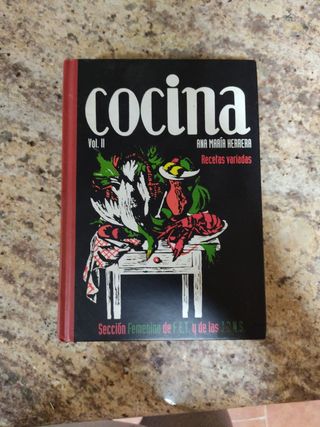 cocina
Vol. II
ANA MARÍA HERRERA
Recetas variadas
Sección Femenina de F.E.T. y de las J.O.N.S.